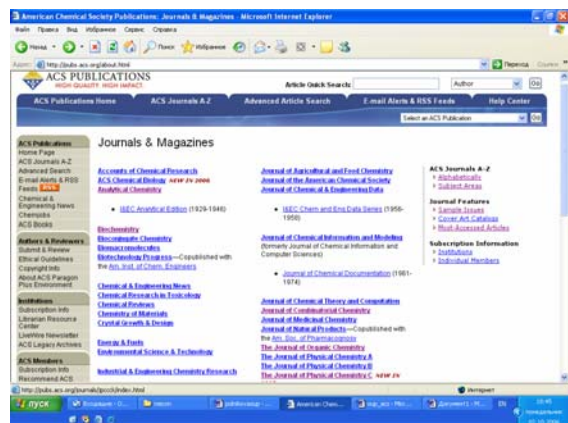 American Chemical Society Publications: Journals & Magazines - Microsoft Internet Explorer
Файл Правка Вид Избранное Сервис Справка
Назад Поиск Избранное
Адрес: http://pubs.acs.org/about.html Переход Ссылки
ACS PUBLICATIONS
HIGH QUALITY. HIGH IMPACT.
Article Quick Search: Author Go
ACS Publications Home ACS Journals A-Z Advanced Article Search E-mail Alerts & RSS Feeds Help Center
Select an ACS Publication Go
ACS Publications
Home Page
ACS Journals A-Z
Advanced Search
E-mail Alerts & RSS
Feeds RSS
Chemical &
Engineering News
Chemjobs
ACS Books
Authors & Reviewers
Submit & Review
Ethical Guidelines
Copyright Info
About ACS Paragon
Plus Environment
Institutions
Subscription Info
Librarian Resource
Center
LiveWire Newsletter
ACS Legacy Archives
ACS Members
Subscription Info
Recommend ACS
Journals & Magazines
Accounts of Chemical Research
ACS Chemical Biology NEW IN 2006
Analytical Chemistry
I&EC Analytical Edition (1929-1946)
Biochemistry
Bioconjugate Chemistry
Biomacromolecules
Biotechnology Progress—Copublished with
the Am. Inst. of Chem. Engineers
Chemical & Engineering News
Chemical Research in Toxicology
Chemical Reviews
Chemistry of Materials
Crystal Growth & Design
Energy & Fuels
Environmental Science & Technology
Industrial & Engineering Chemistry Research
Journal of Agricultural and Food Chemistry
Journal of the American Chemical Society
Journal of Chemical & Engineering Data
I&EC Chem and Eng Data Series (1956-
1958)
Journal of Chemical Information and Modeling
(formerly Journal of Chemical Information and
Computer Sciences)
Journal of Chemical Documentation (1961-
1974)
Journal of Chemical Theory and Computation
Journal of Combinatorial Chemistry
Journal of Medicinal Chemistry
Journal of Natural Products—Copublished with
the Am. Soc. of Pharmacognosy
The Journal of Organic Chemistry
The Journal of Physical Chemistry A
The Journal of Physical Chemistry B
The Journal of Physical Chemistry C NEW IN
ACS Journals A-Z
Alphabetically
Subject Areas
Journal Features
Sample Issues
Cover Art Catalogs
Most-Accessed Articles
Subscription Information
Institutions
Individual Members
http://pubs.acs.org/journals/jpccck/index.html Интернет
пуск American Chem... Документ1 - M... EN 18:45
понедельник